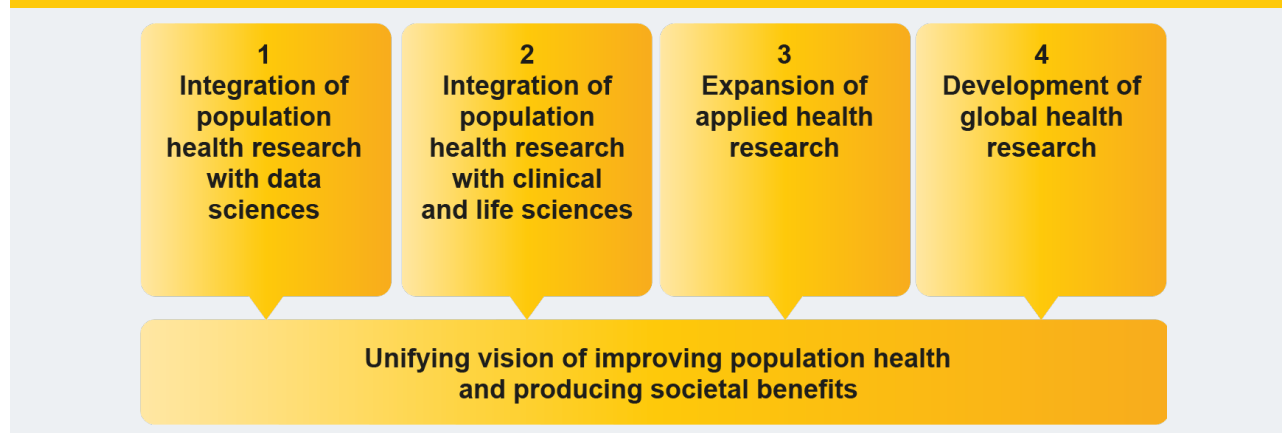 1
Integration of
population
health research
with data
sciences
2
Integration of
population
health research
with clinical
and life sciences
3
Expansion of
applied health
research
4
Development of
global health
research
Unifying vision of improving population health
and producing societal benefits